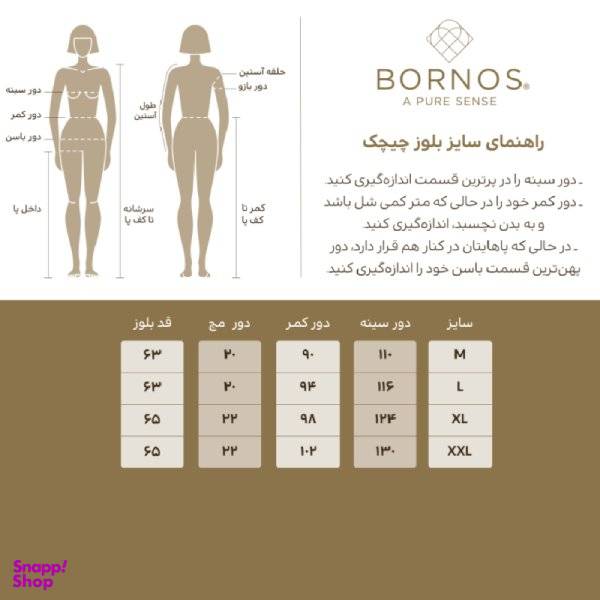 BORNOS®
A PURE SENSE
راهنمای سایز بلوز چیچک
ـ دور سینه را در پرترین قسمت اندازه‌گیری کنید.
ـ دور کمر خود را در حالی که متر کمی شل باشد
و به بدن نچسبد، اندازه‌گیری کنید.
ـ در حالی که پاهایتان در کنار هم قرار دارد، دور
پهن‌ترین قسمت باسن خود را اندازه‌گیری کنید.
حلقه آستین
دور بازو
طول
آستین
کمر تا
کف پا
دور سینه
دور کمر
دور باسن
داخل پا
سرشانه
تا کف پا
سایز دور سینه دور کمر دور مچ قد بلوز
M ۱۱۰ ۹۰ ۲۰ ۶۳
L ۱۱۶ ۹۴ ۲۰ ۶۳
XL ۱۲۴ ۹۸ ۲۲ ۶۵
XXL ۱۳۰ ۱۰۲ ۲۲ ۶۵
Snapp!
Shop